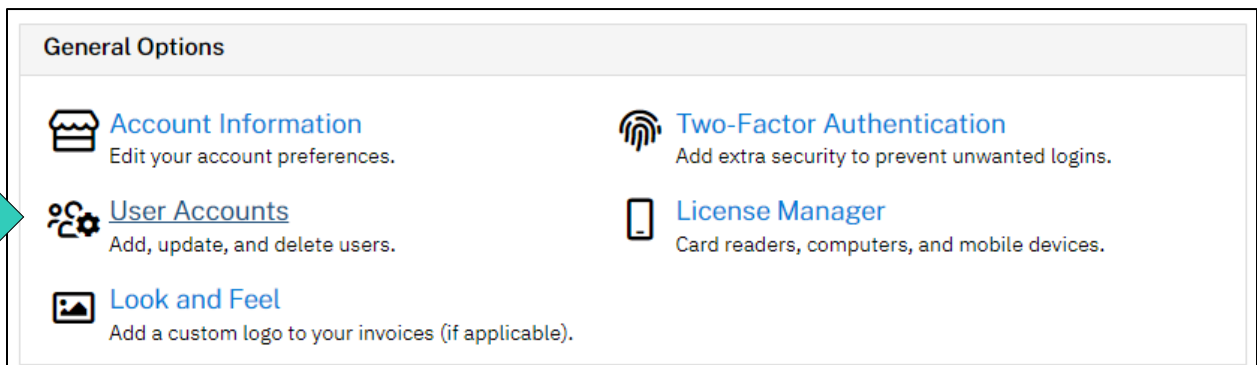 General Options
Account Information
Edit your account preferences.
Two-Factor Authentication
Add extra security to prevent unwanted logins.
User Accounts
Add, update, and delete users.
License Manager
Card readers, computers, and mobile devices.
Look and Feel
Add a custom logo to your invoices (if applicable).